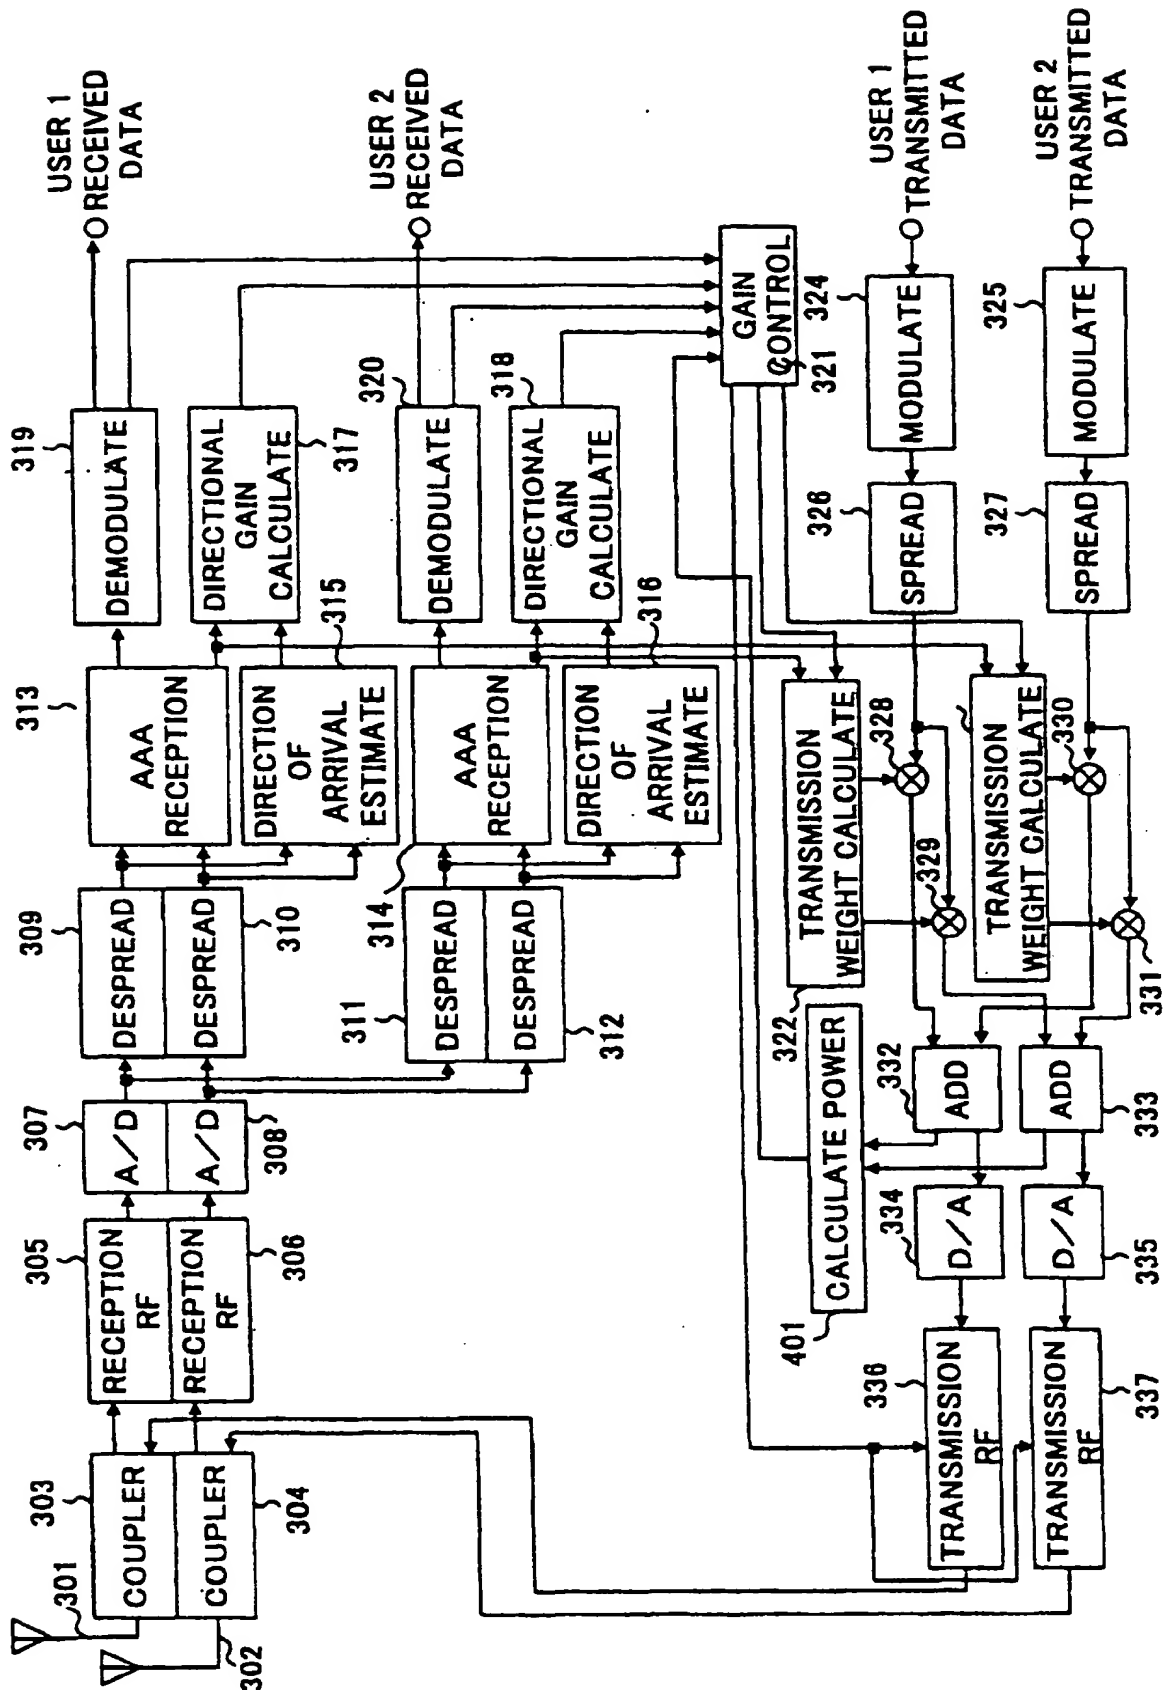 301
302
303
COUPLER
COUPLER
304
305
RECEPTION
RF
RECEPTION
RF
306
307
A/D
A/D
308
309
DESPREAD
DESPREAD
310
311
DESPREAD
DESPREAD
312
313
AAA
RECEPTION
DIRECTION
OF
ARRIVAL
ESTIMATE
315
314
AAA
RECEPTION
DIRECTION
OF
ARRIVAL
ESTIMATE
316
319
DEMODULATE
DIRECTIONAL
GAIN
CALCULATE
317
320
DEMODULATE
318
DIRECTIONAL
GAIN
CALCULATE
USER 1
RECEIVED
DATA
USER 2
RECEIVED
DATA
GAIN
CONTROL
321
322
TRANSMISSION
WEIGHT CALCULATE
328
329
TRANSMISSION
WEIGHT CALCULATE
330
331
324
MODULATE
326
SPREAD
USER 1
TRANSMITTED
DATA
325
MODULATE
327
SPREAD
USER 2
TRANSMITTED
DATA
401
CALCULATE POWER
332
ADD
ADD
333
334
D/A
D/A
335
336
TRANSMISSION
RF
TRANSMISSION
RF
337